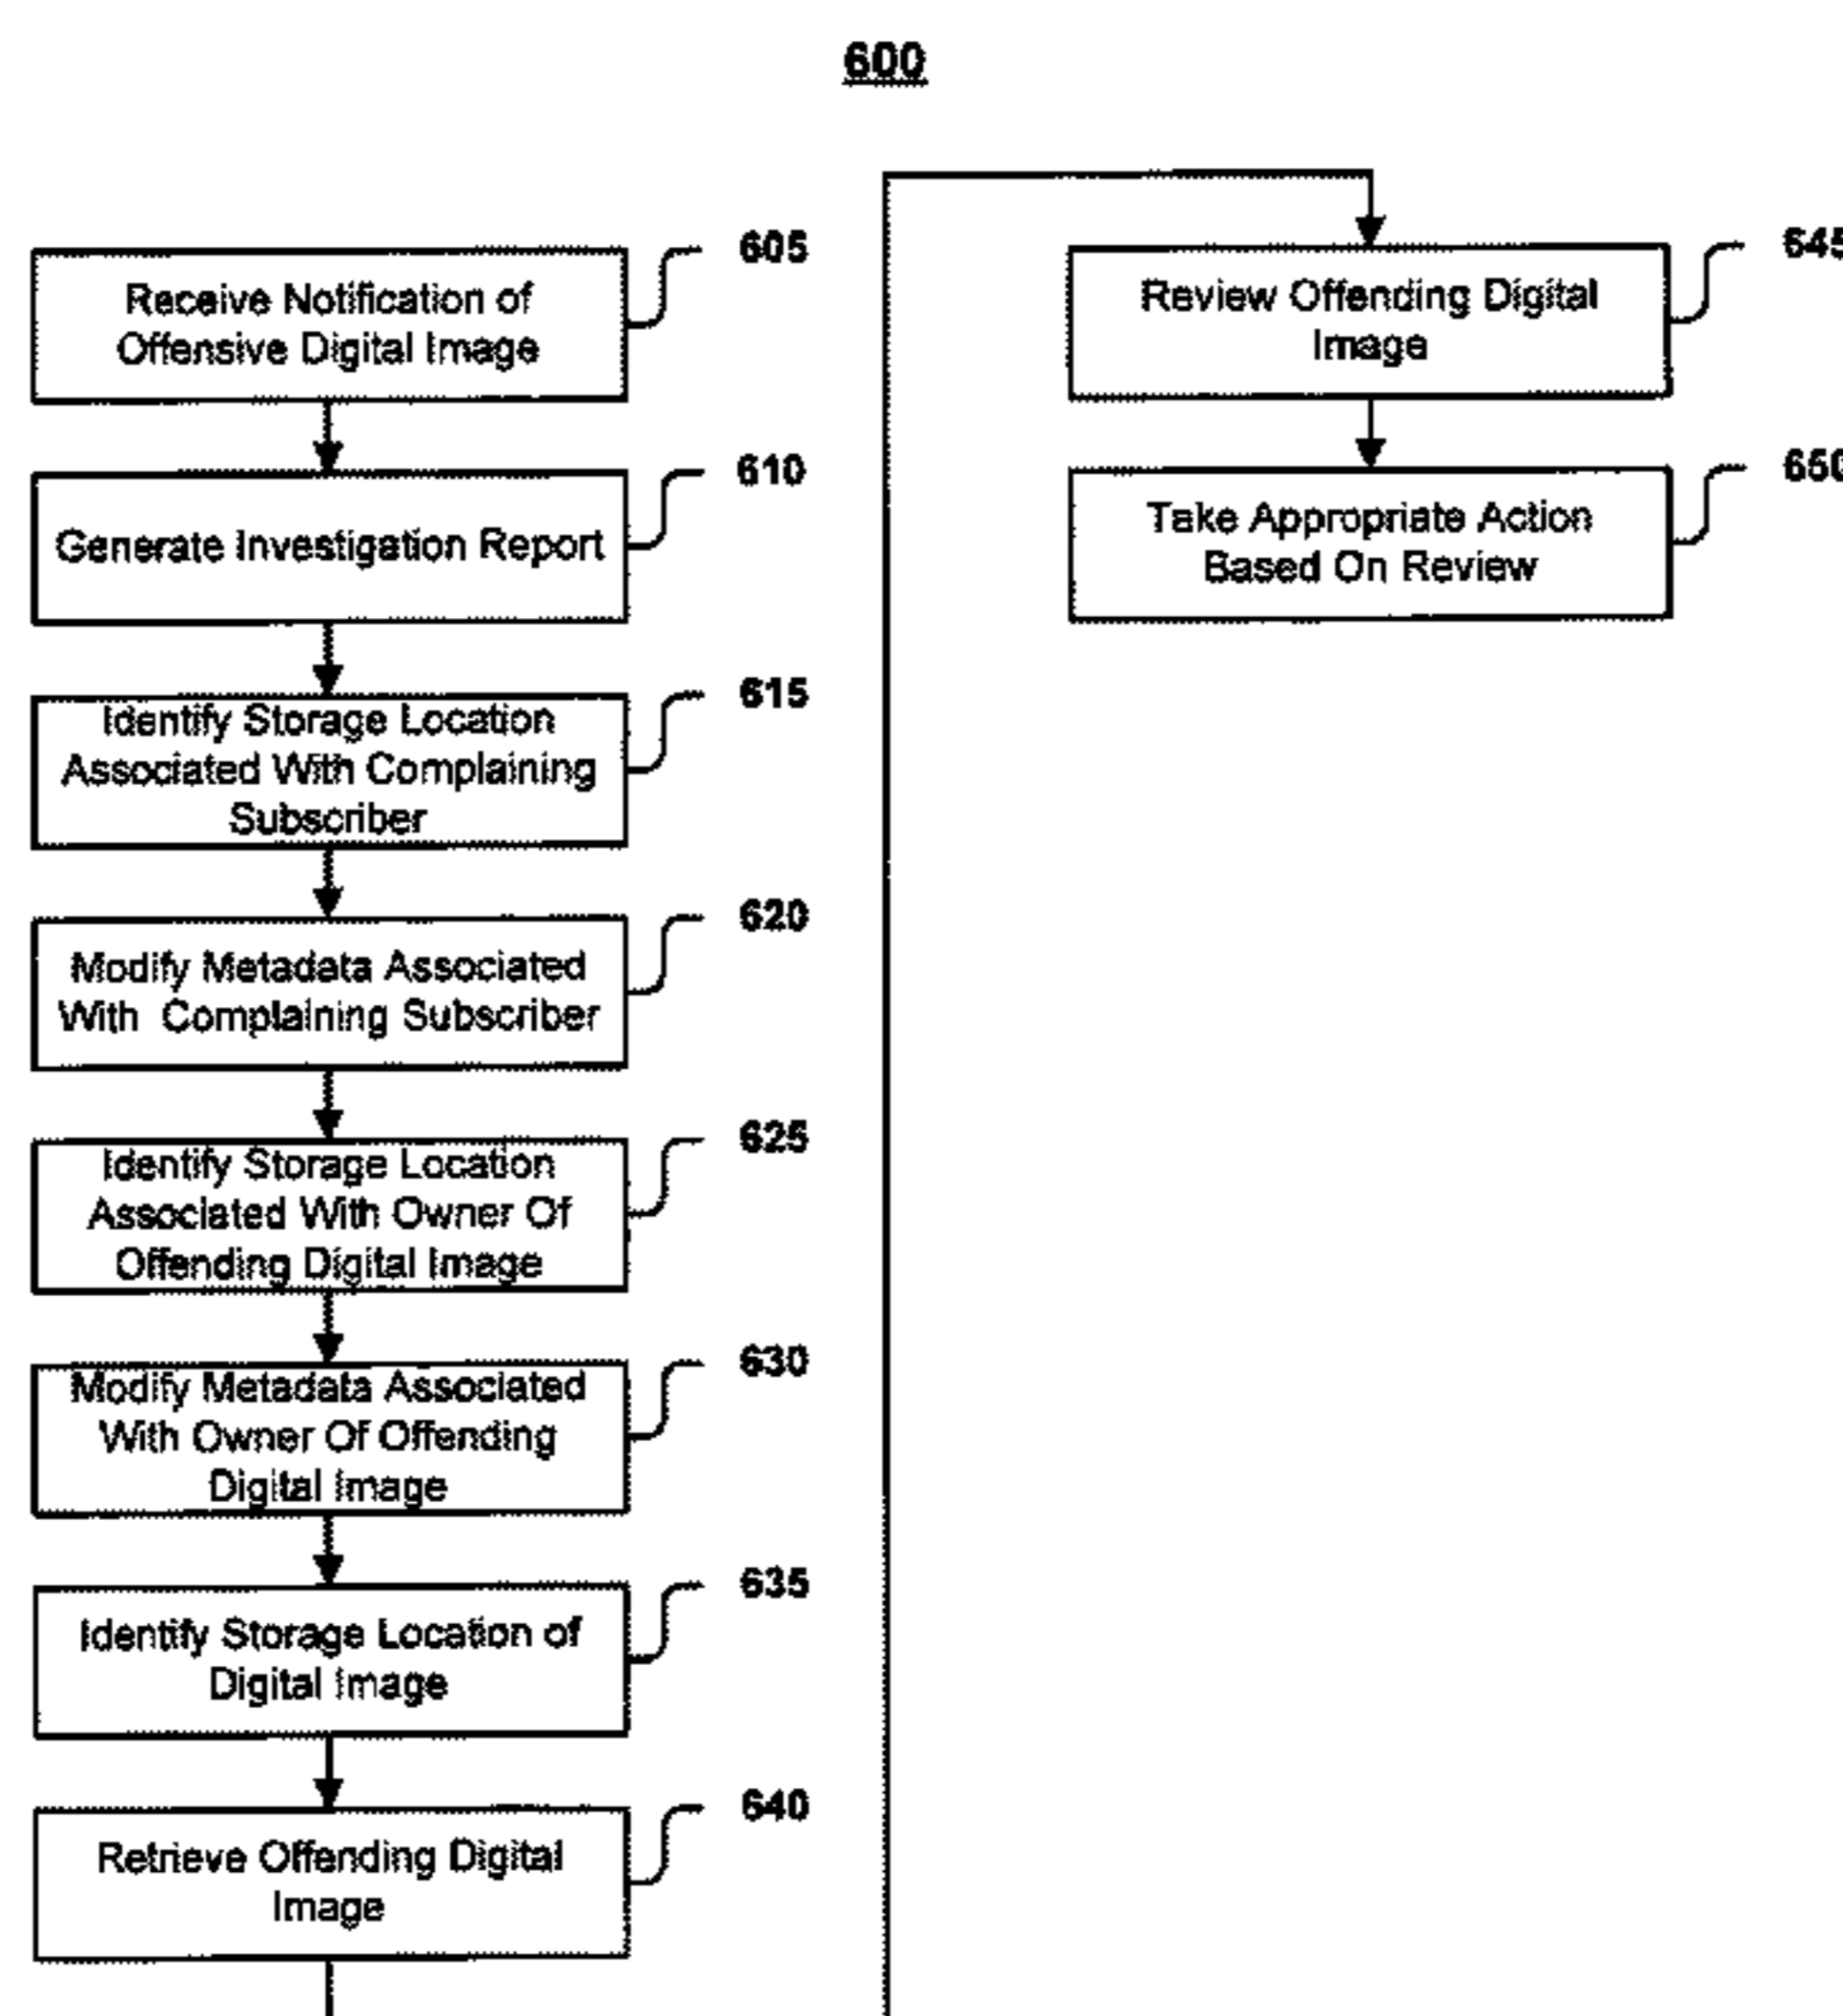 600
Receive Notification of
Offensive Digital Image
605
Generate Investigation Report
610
Identify Storage Location
Associated With Complaining
Subscriber
615
Modify Metadata Associated
With Complaining Subscriber
620
Identify Storage Location
Associated With Owner Of
Offending Digital Image
625
Modify Metadata Associated
With Owner Of Offending
Digital Image
630
Identify Storage Location of
Digital Image
635
Retrieve Offending Digital
Image
640
Review Offending Digital
Image
645
Take Appropriate Action
Based On Review
650